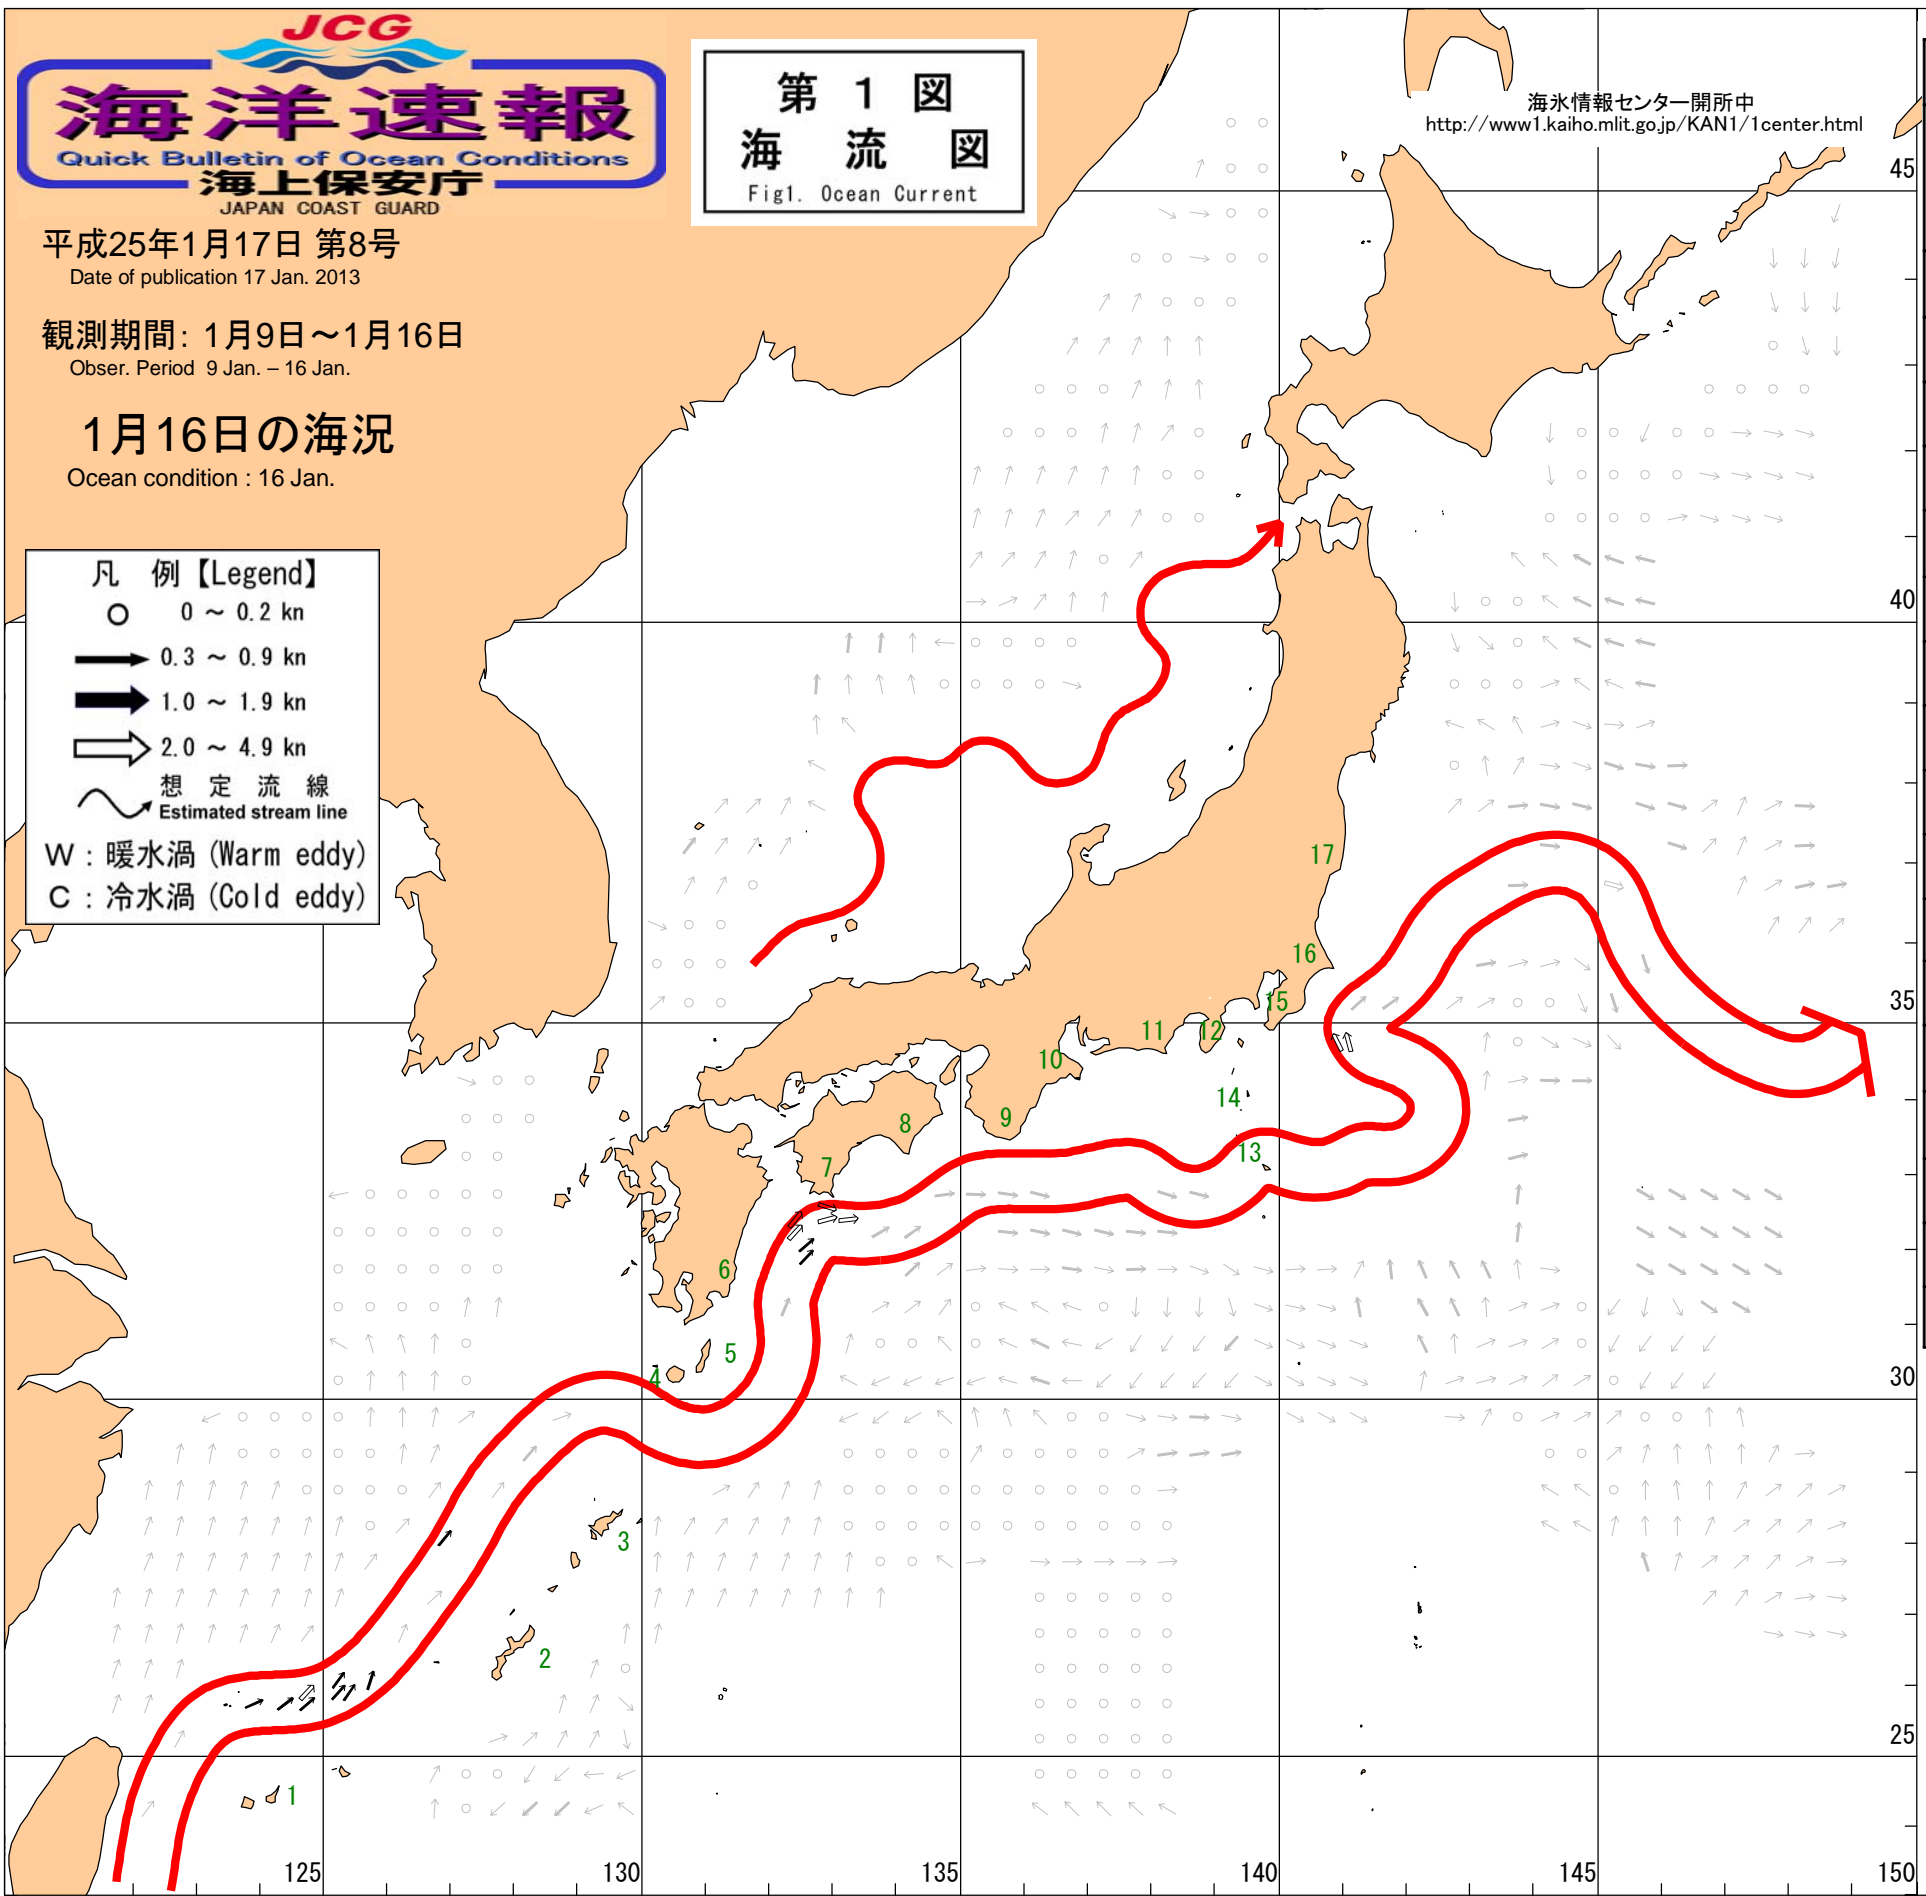 JCG
海洋速報
Quick Bulletin of Ocean Conditions
海上保安庁
JAPAN COAST GUARD
第 1 図
海 流 図
Fig1. Ocean Current
海氷情報センター開所中
http://www1.kaiho.mlit.go.jp/KAN1/1center.html
平成25年1月17日 第8号
Date of publication 17 Jan. 2013
観測期間: 1月9日～1月16日
Obser. Period 9 Jan. – 16 Jan.
1月16日の海況
Ocean condition : 16 Jan.
凡 例【Legend】
0 ～ 0.2 kn
0.3 ～ 0.9 kn
1.0 ～ 1.9 kn
2.0 ～ 4.9 kn
想 定 流 線
Estimated stream line
W : 暖水渦 (Warm eddy)
C : 冷水渦 (Cold eddy)
45
40
35
30
25
17
16
15
12
11
10
14
9
8
13
7
6
5
4
3
2
1
125
130
135
140
145
150